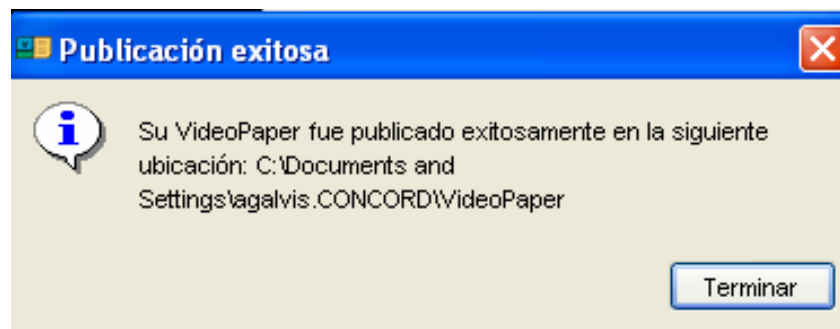 Publicación exitosa
Su VideoPaper fue publicado exitosamente en la siguiente
ubicación: C:\Documents and
Settings\agalvis.CONCORD\VideoPaper
Terminar